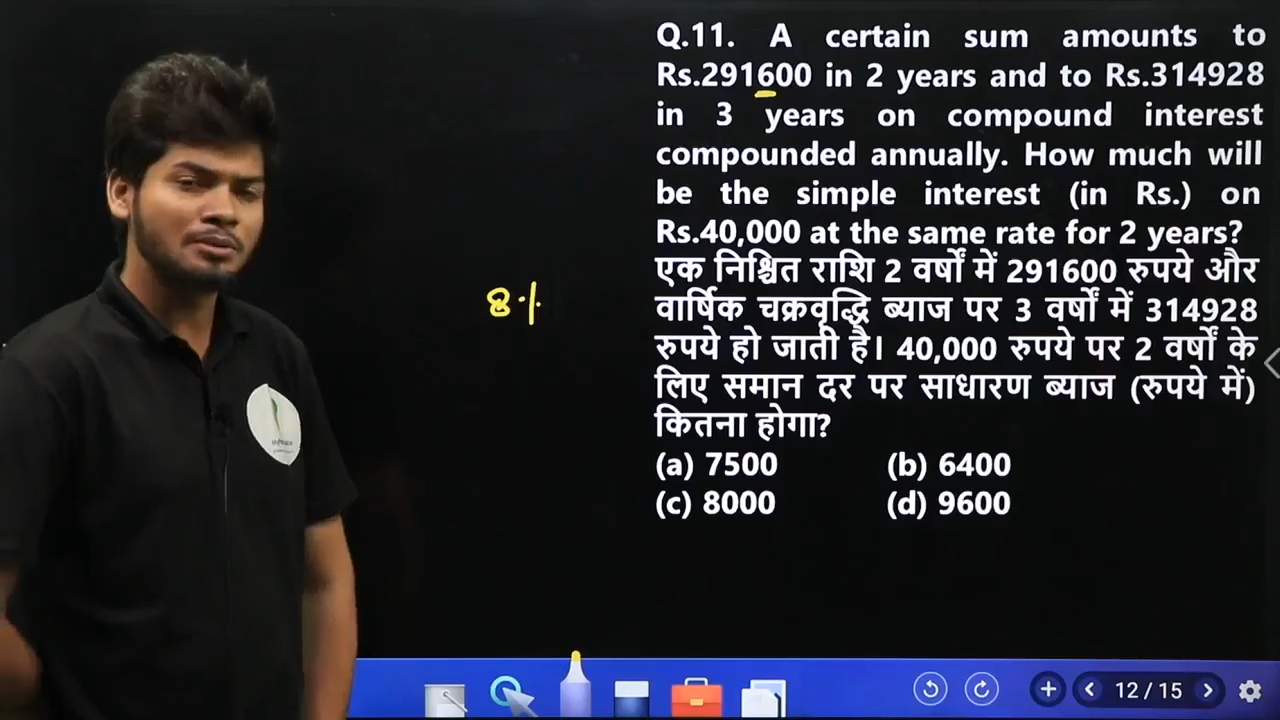 Q.11. A certain sum amounts to
Rs.291600 in 2 years and to Rs.314928
in 3 years on compound interest
compounded annually. How much will
be the simple interest (in Rs.) on
Rs.40,000 at the same rate for 2 years?
एक निश्चित राशि 2 वर्षों में 291600 रुपये और
वार्षिक चक्रवृद्धि ब्याज पर 3 वर्षों में 314928
रुपये हो जाती है। 40,000 रुपये पर 2 वर्षों के
लिए समान दर पर साधारण ब्याज (रुपये में)
कितना होगा?
(a) 7500 (b) 6400
(c) 8000 (d) 9600
8%
12 / 15